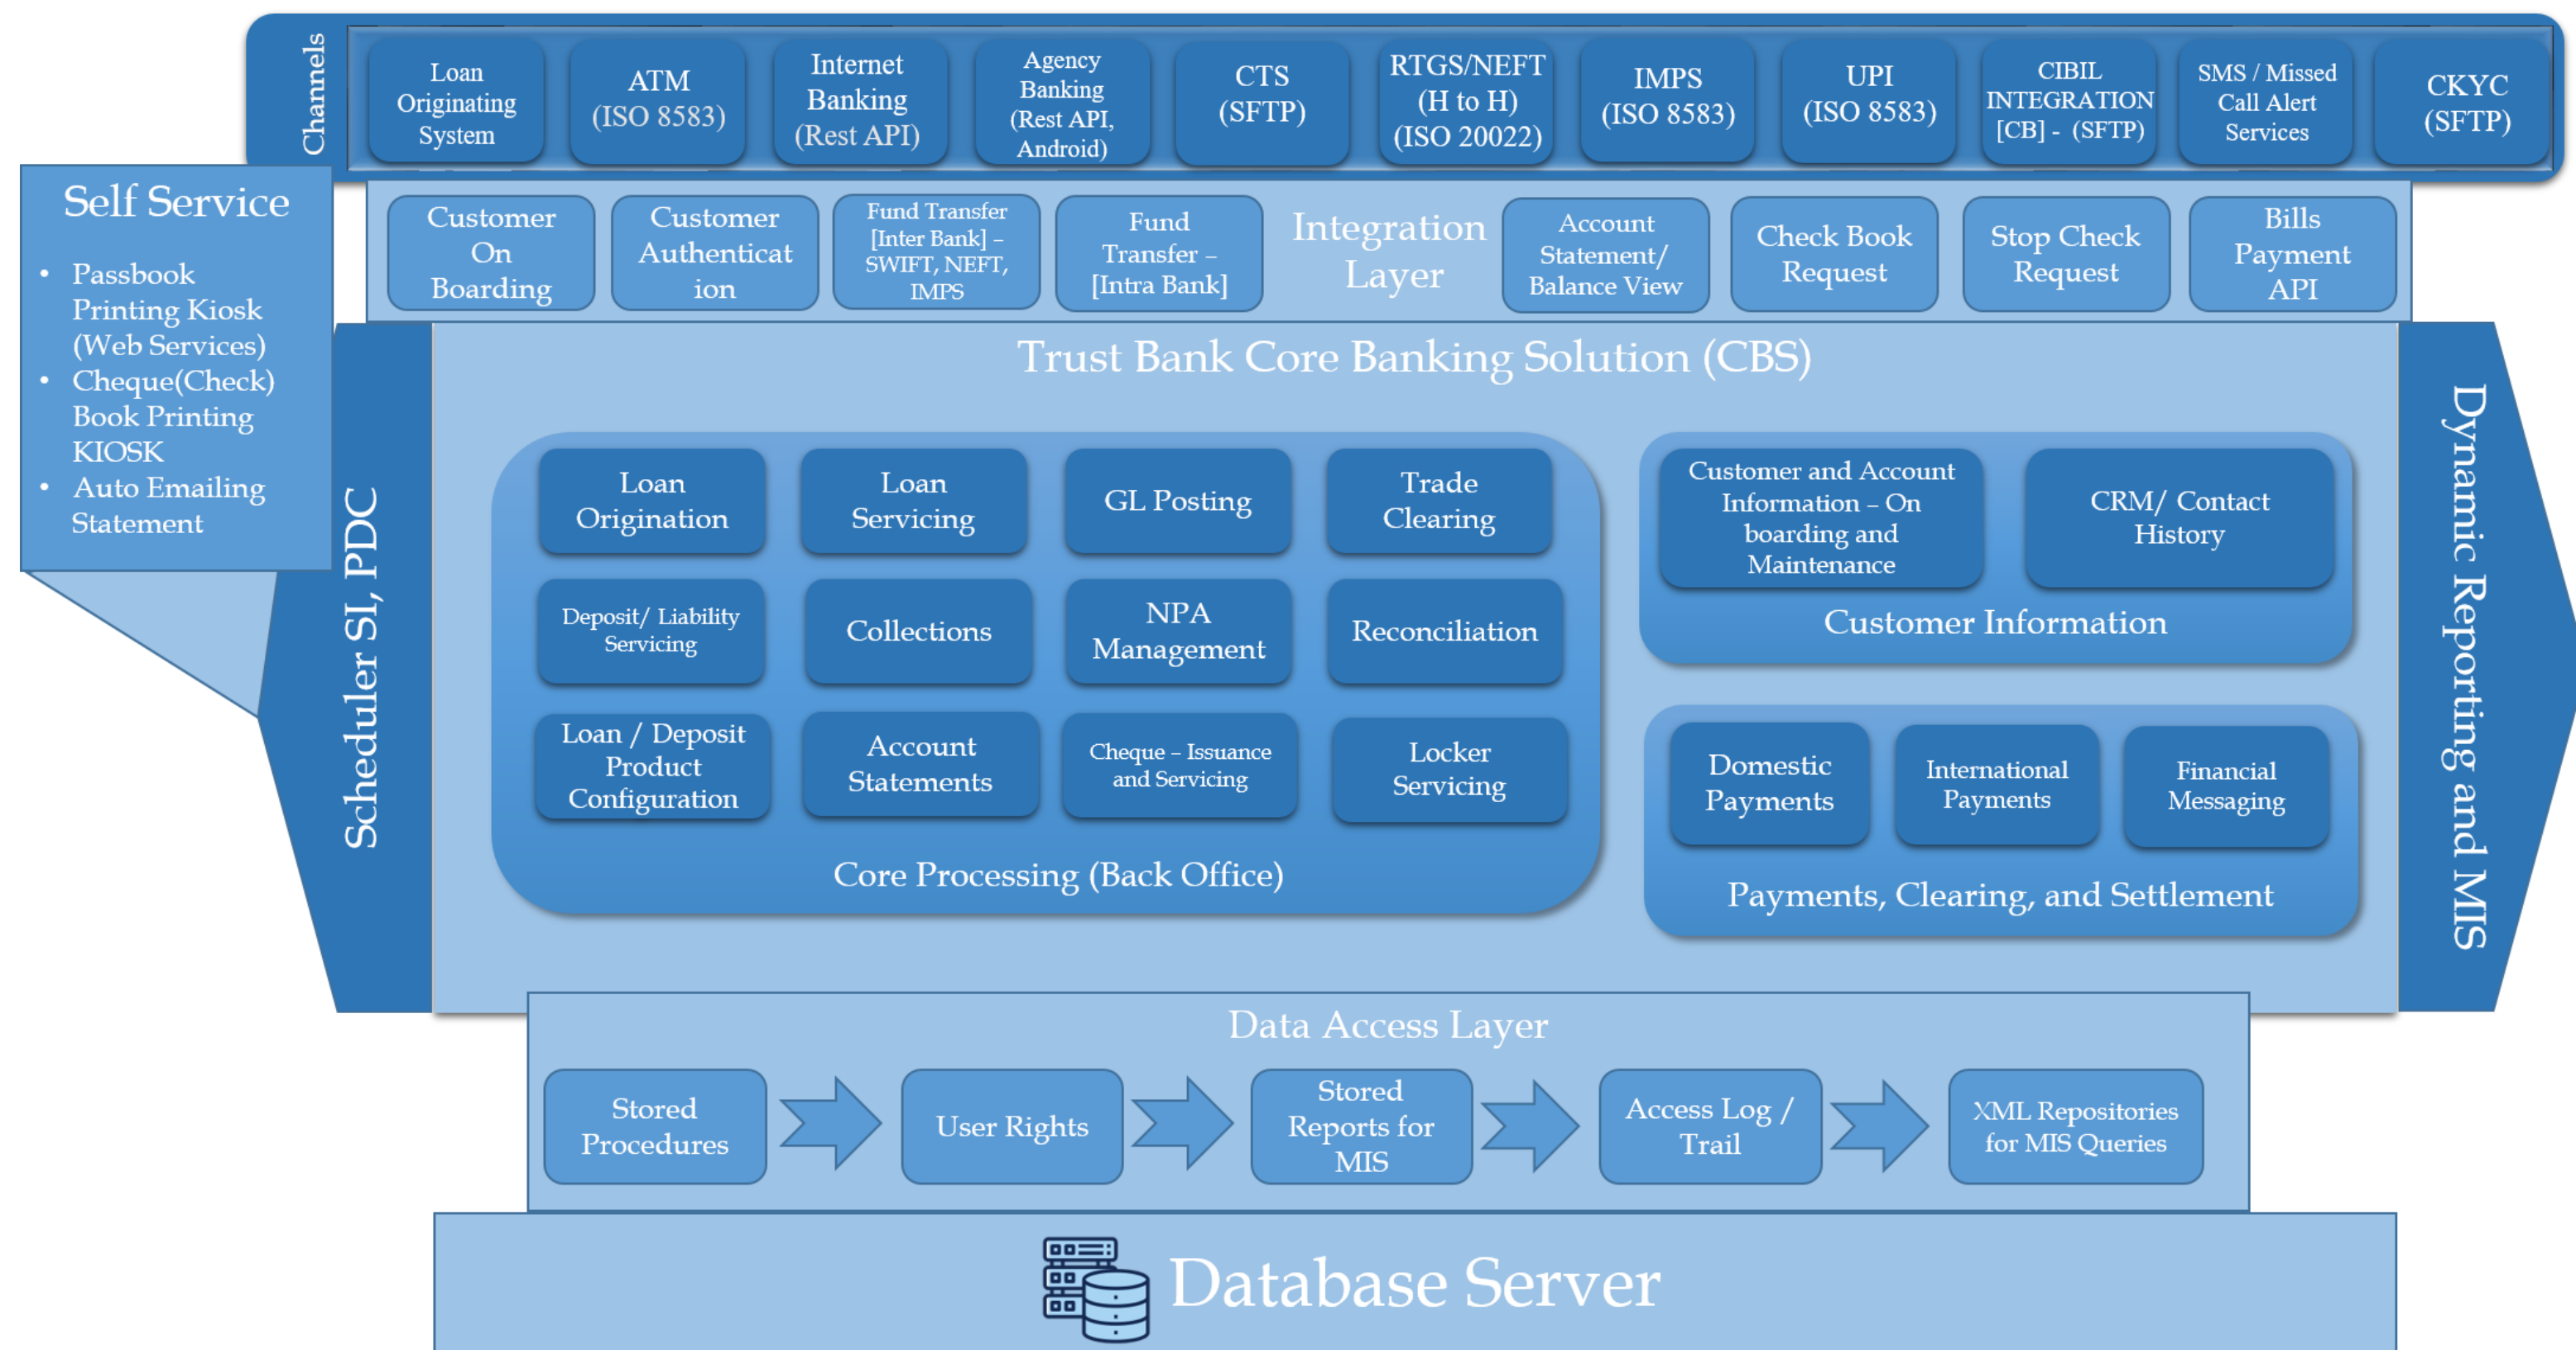 Channels
Loan
Originating
System
ATM
(ISO 8583)
Internet
Banking
(Rest API)
Agency
Banking
(Rest API,
Android)
CTS
(SFTP)
RTGS/NEFT
(H to H)
(ISO 20022)
IMPS
(ISO 8583)
UPI
(ISO 8583)
CIBIL
INTEGRATION
[CB] - (SFTP)
SMS / Missed
Call Alert
Services
CKYC
(SFTP)
Self Service
• Passbook
Printing Kiosk
(Web Services)
• Cheque(Check)
Book Printing
KIOSK
• Auto Emailing
Statement
Customer
On
Boarding
Customer
Authenticat
ion
Fund Transfer
[Inter Bank] –
SWIFT, NEFT,
IMPS
Fund
Transfer –
[Intra Bank]
Integration
Layer
Account
Statement/
Balance View
Check Book
Request
Stop Check
Request
Bills
Payment
API
Scheduler SI, PDC
Trust Bank Core Banking Solution (CBS)
Loan
Origination
Loan
Servicing
GL Posting
Trade
Clearing
Deposit/ Liability
Servicing
Collections
NPA
Management
Reconciliation
Loan / Deposit
Product
Configuration
Account
Statements
Cheque – Issuance
and Servicing
Locker
Servicing
Core Processing (Back Office)
Customer and Account
Information – On
boarding and
Maintenance
CRM/ Contact
History
Customer Information
Domestic
Payments
International
Payments
Financial
Messaging
Payments, Clearing, and Settlement
Dynamic Reporting and MIS
Data Access Layer
Stored
Procedures
User Rights
Stored
Reports for
MIS
Access Log /
Trail
XML Repositories
for MIS Queries
Database Server